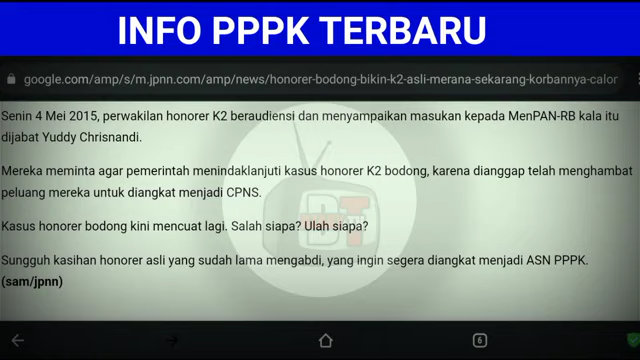 INFO PPPK TERBARU
google.com/amp/s/m.jpnn.com/amp/news/honorer-bodong-bikin-k2-asli-merana-sekarang-korbannya-calor
Senin 4 Mei 2015, perwakilan honorer K2 beraudiensi dan menyampaikan masukan kepada MenPAN-RB kala itu
dijabat Yuddy Chrisnandi.
Mereka meminta agar pemerintah menindaklanjuti kasus honorer K2 bodong, karena dianggap telah menghambat
peluang mereka untuk diangkat menjadi CPNS.
Kasus honorer bodong kini mencuat lagi. Salah siapa? Ulah siapa?
Sungguh kasihan honorer asli yang sudah lama mengabdi, yang ingin segera diangkat menjadi ASN PPPK.
(sam/jpnn)
6